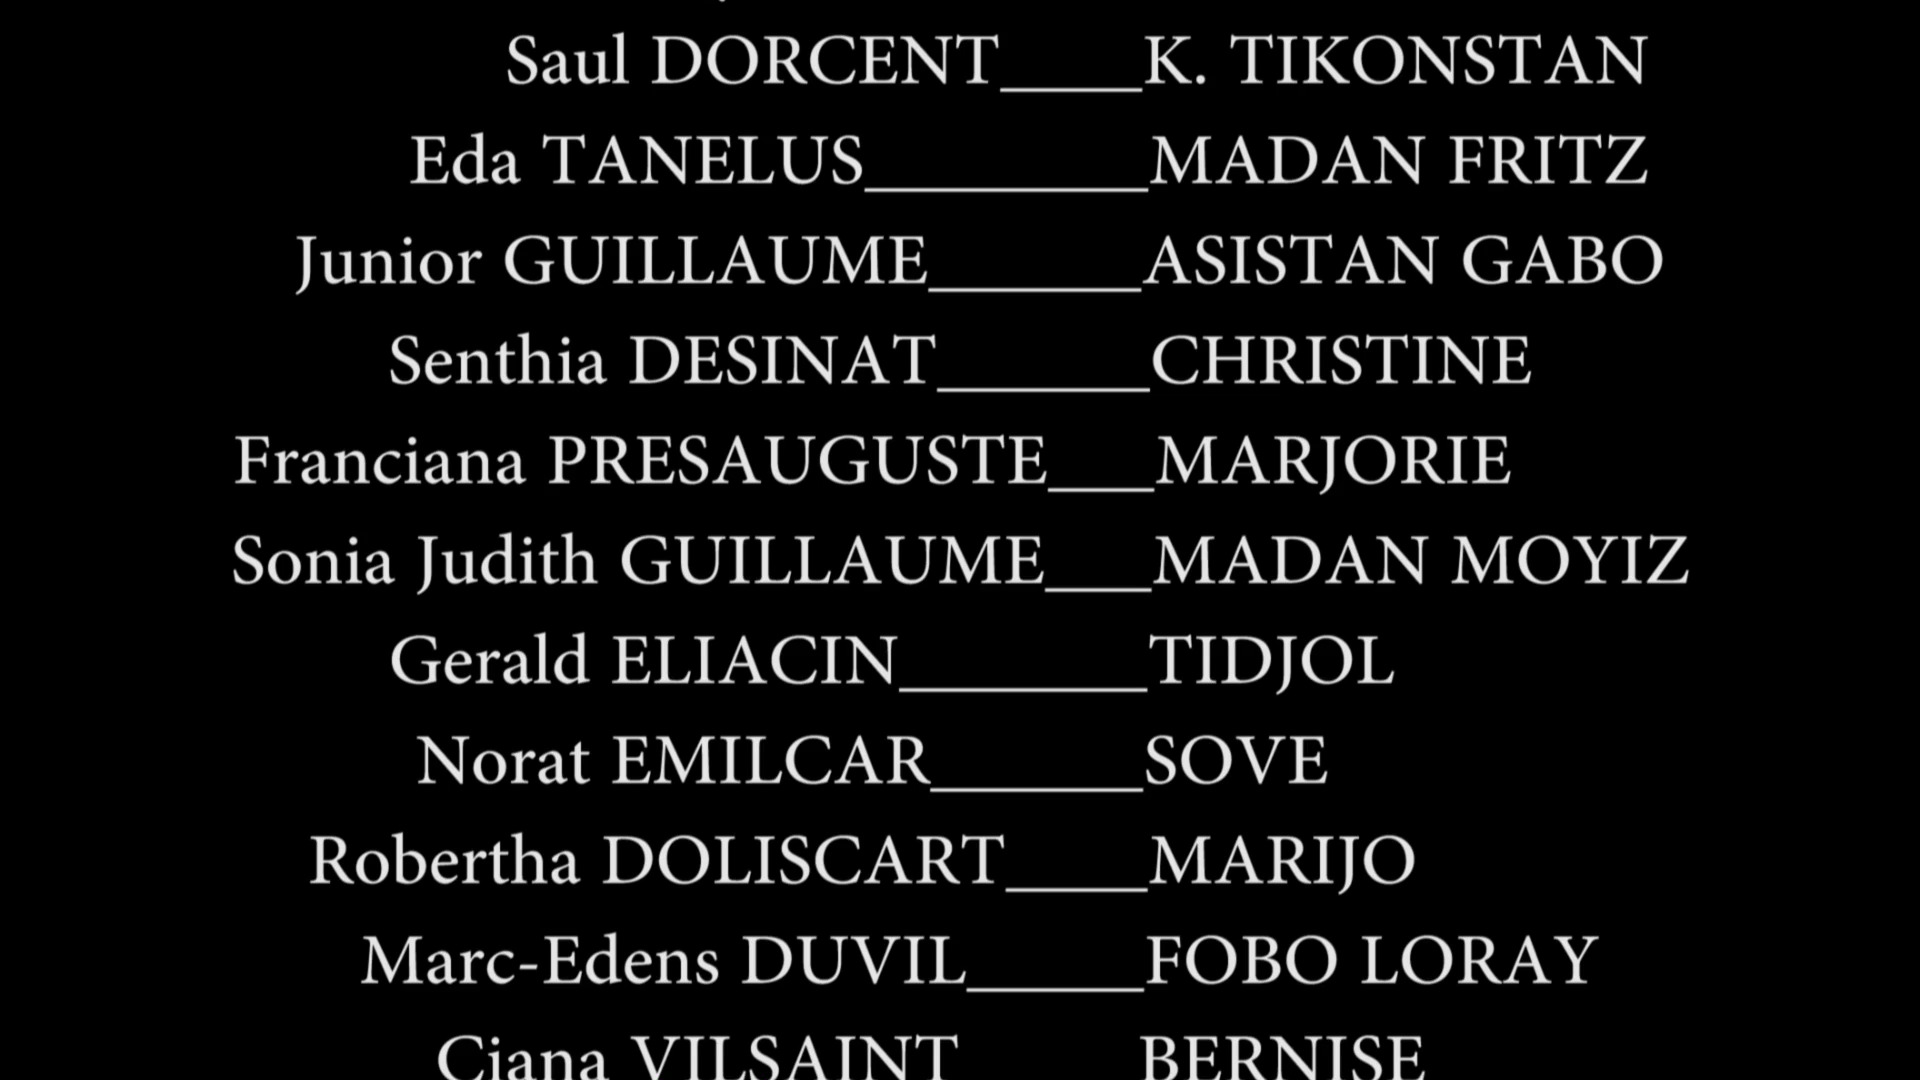 Saul DORCENT____K. TIKONSTAN
Eda TANELUS________MADAN FRITZ
Junior GUILLAUME______ASISTAN GABO
Senthia DESINAT______CHRISTINE
Franciana PRESAUGUSTE___MARJORIE
Sonia Judith GUILLAUME___MADAN MOYIZ
Gerald ELIACIN_______TIDJOL
Norat EMILCAR______SOVE
Robertha DOLISCART____MARIJO
Marc-Edens DUVIL_____FOBO LORAY
Ciana VILSAINT BERNISE